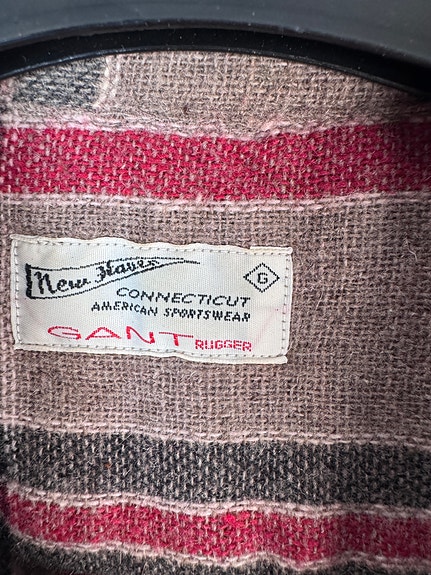 New Haven
G
CONNECTICUT
AMERICAN SPORTSWEAR
GANT RUGGER